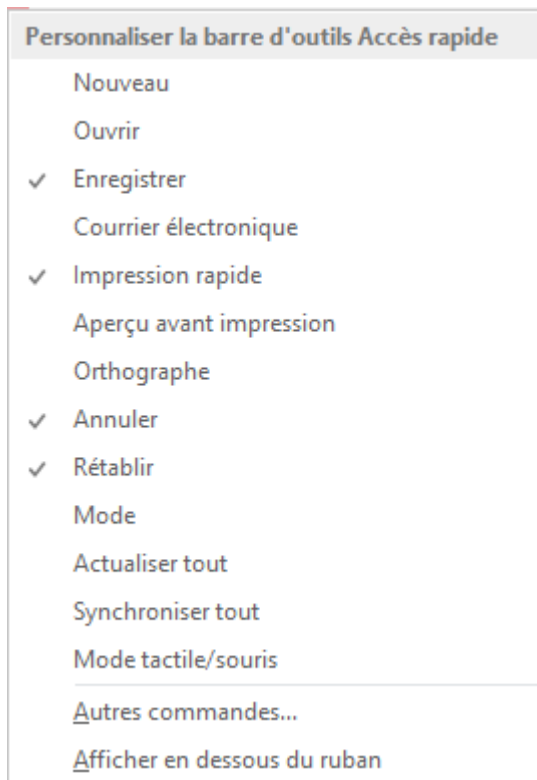 Personnaliser la barre d'outils Accès rapide
Nouveau
Ouvrir
Enregistrer
Courrier électronique
Impression rapide
Aperçu avant impression
Orthographe
Annuler
Rétablir
Mode
Actualiser tout
Synchroniser tout
Mode tactile/souris
Autres commandes...
Afficher en dessous du ruban